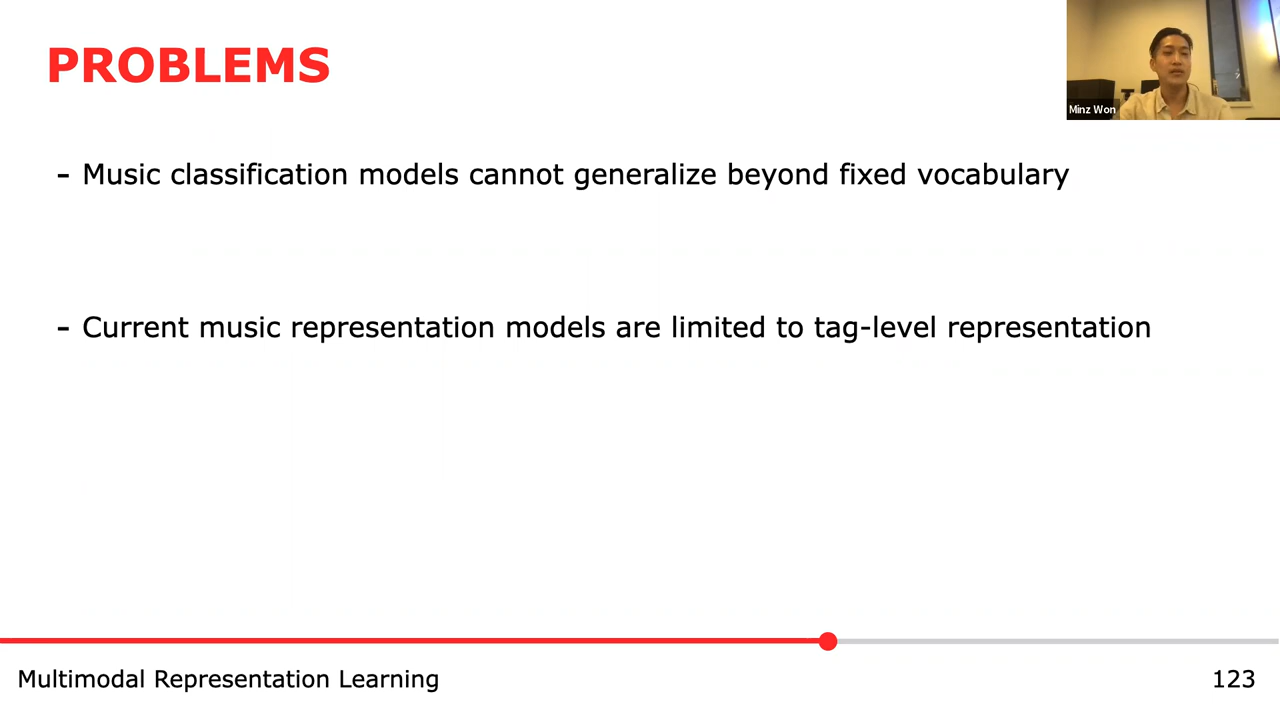 PROBLEMS
Minz Won
- Music classification models cannot generalize beyond fixed vocabulary
- Current music representation models are limited to tag-level representation
Multimodal Representation Learning
123